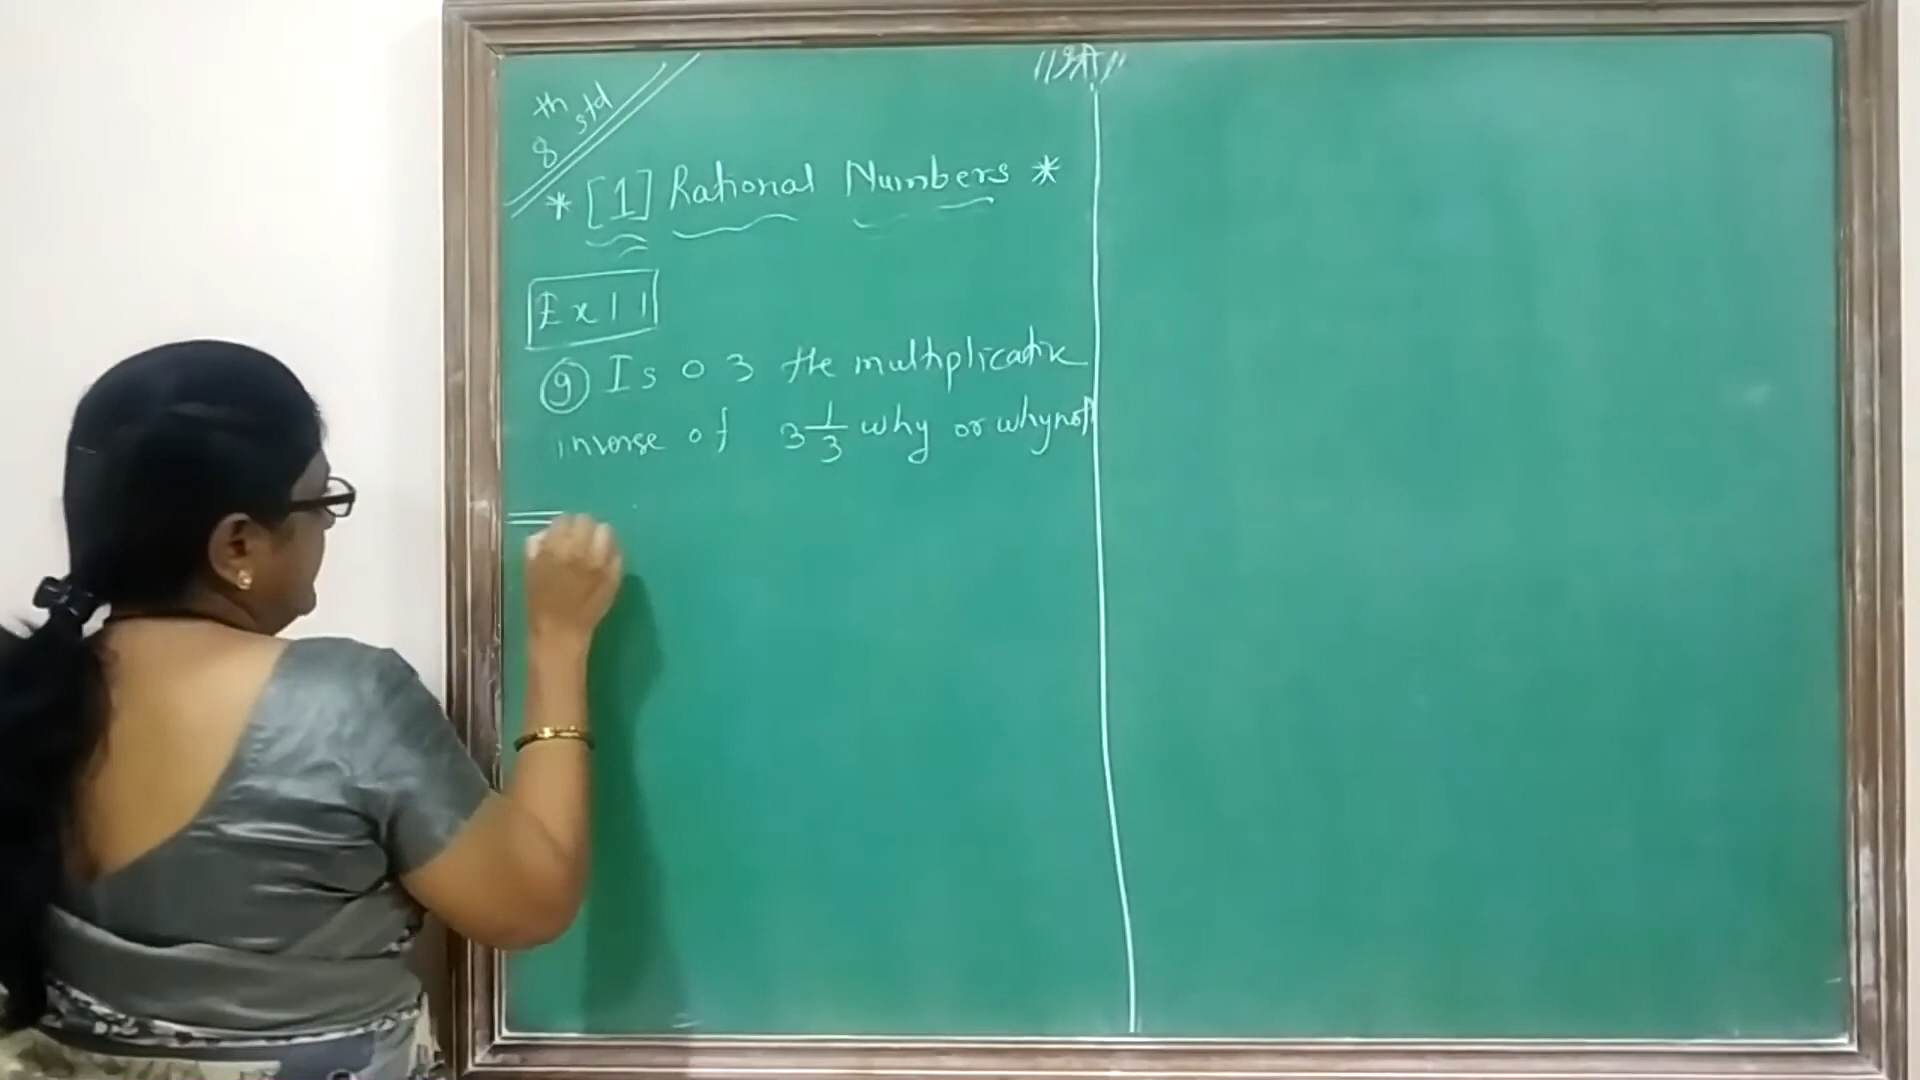 8th std
* [1] Rational Numbers *
Ex 1 1
9 Is 0 3 the multiplicative
inverse of 3 1/3 why or why not